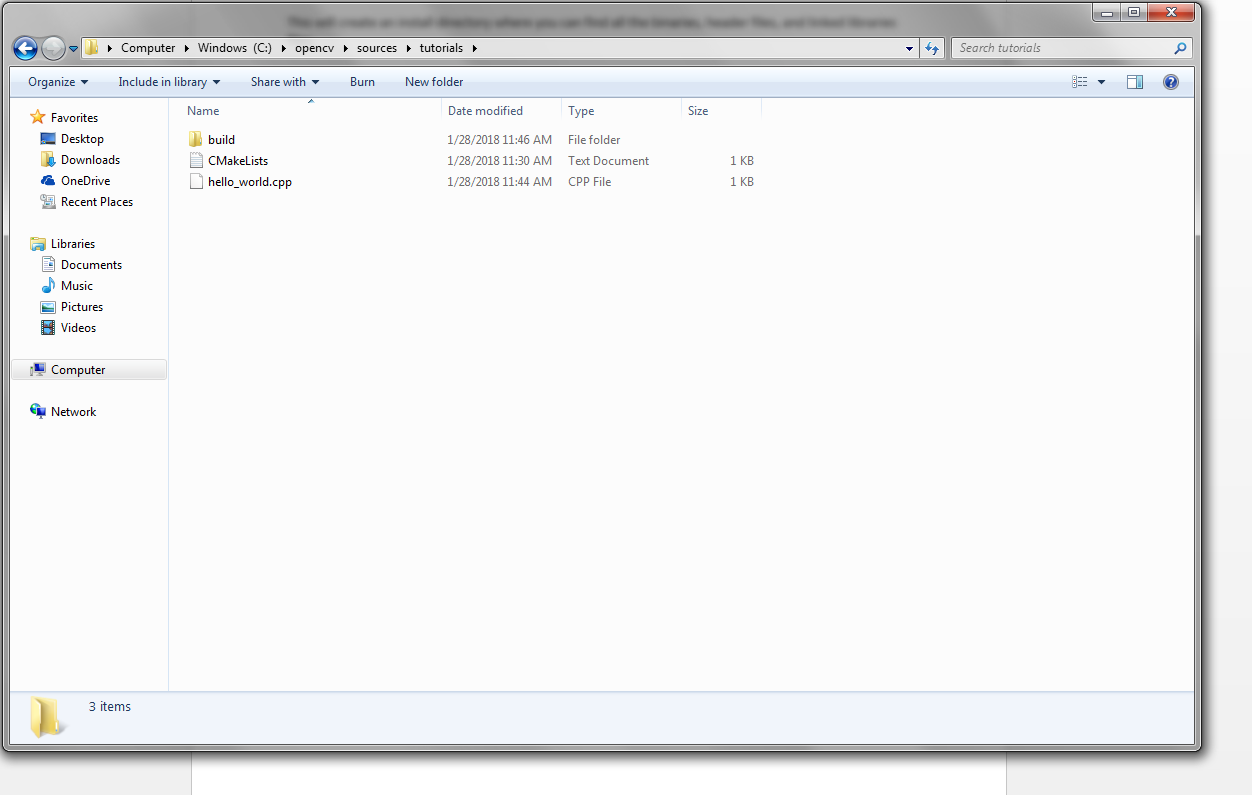 This will create an install directory where you can find all the binaries, header files, and linked libraries
Computer Windows (C:) opencv sources tutorials
Search tutorials
Organize Include in library Share with Burn New folder
Name Date modified Type Size
Favorites
Desktop
Downloads
OneDrive
Recent Places
Libraries
Documents
Music
Pictures
Videos
Computer
Network
build 1/28/2018 11:46 AM File folder
CMakeLists 1/28/2018 11:30 AM Text Document 1 KB
hello_world.cpp 1/28/2018 11:44 AM CPP File 1 KB
3 items